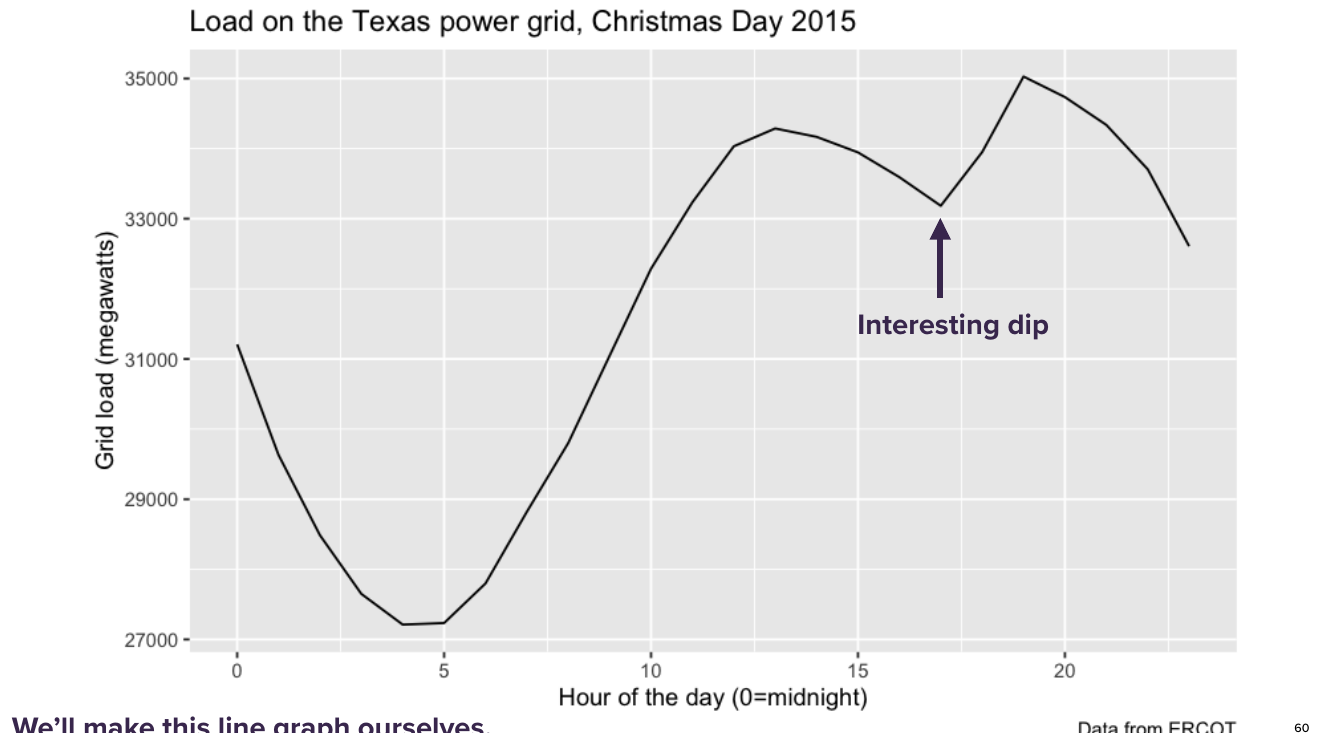 Load on the Texas power grid, Christmas Day 2015
Grid load (megawatts)
35000
33000
31000
29000
27000
Interesting dip
0 5 10 15 20
Hour of the day (0=midnight)
We'll make this line graph ourselves.
Data from ERCOT
60